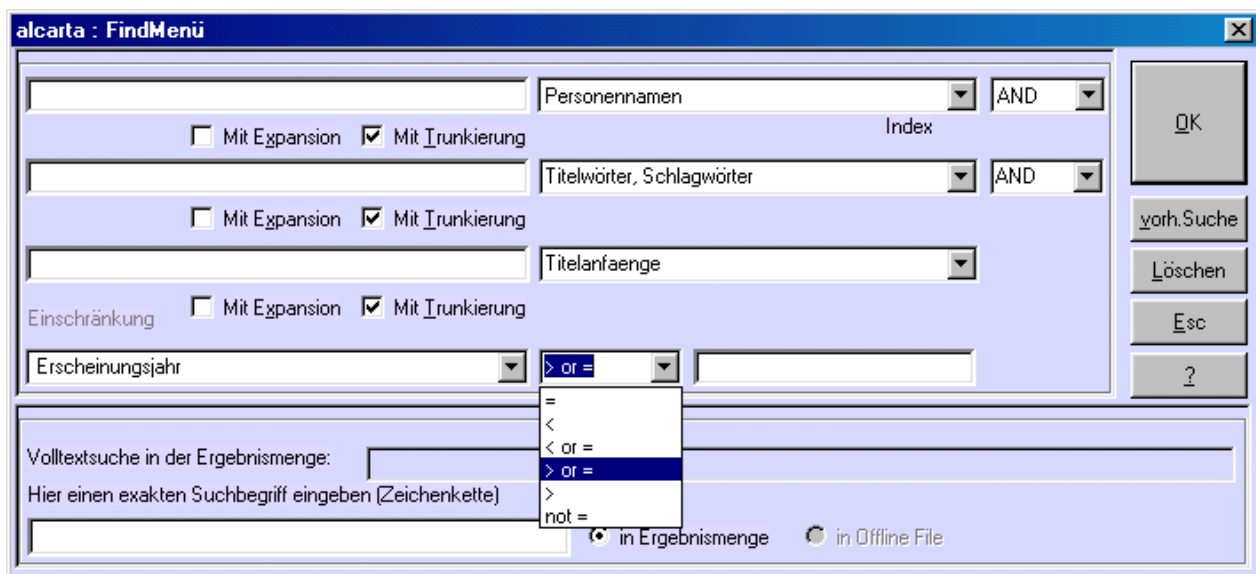 alcarta : FindMenü
Personennamen AND
Index
Mit Expansion Mit Trunkierung
OK
Titelwörter, Schlagwörter AND
Mit Expansion Mit Trunkierung
vorh.Suche
Titelanfaenge
Löschen
Mit Expansion Mit Trunkierung
Einschränkung
Esc
Erscheinungsjahr > or =
?
=
<
< or =
> or =
>
not =
Volltextsuche in der Ergebnismenge:
Hier einen exakten Suchbegriff eingeben (Zeichenkette)
in Ergebnismenge in Offline File